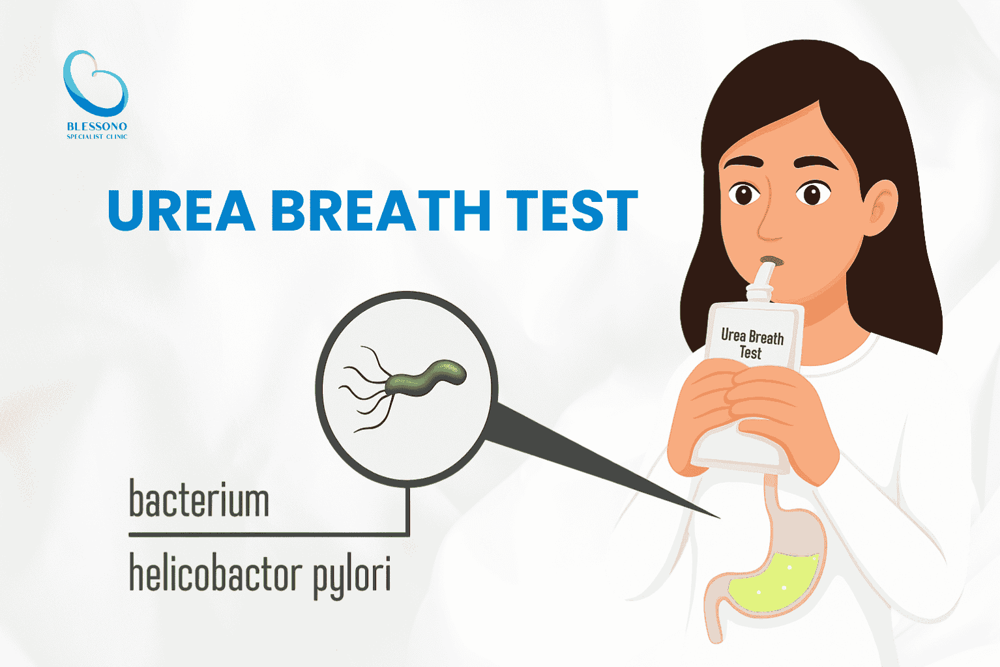 BLESSONO
SPECIALIST CLINIC
UREA BREATH TEST
Urea Breath
Test
bacterium
helicobactor pylori